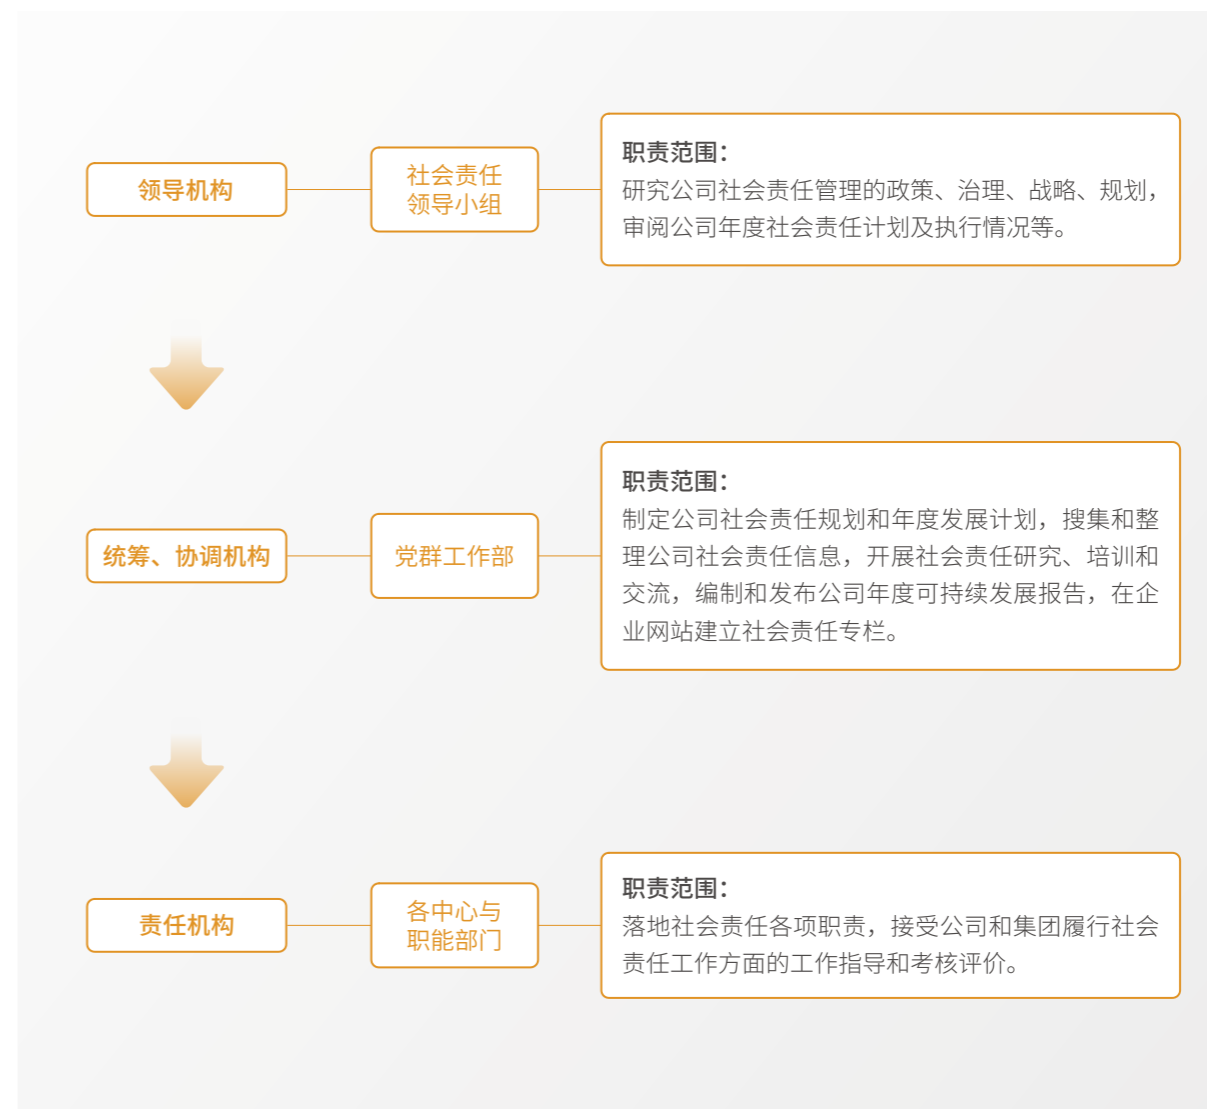 领导机构
社会责任
领导小组
职责范围：
研究公司社会责任管理的政策、治理、战略、规划，
审阅公司年度社会责任计划及执行情况等。
统筹、协调机构
党群工作部
职责范围：
制定公司社会责任规划和年度发展计划，搜集和整
理公司社会责任信息，开展社会责任研究、培训和
交流，编制和发布公司年度可持续发展报告，在企
业网站建立社会责任专栏。
责任机构
各中心与
职能部门
职责范围：
落地社会责任各项职责，接受公司和集团履行社会
责任工作方面的工作指导和考核评价。